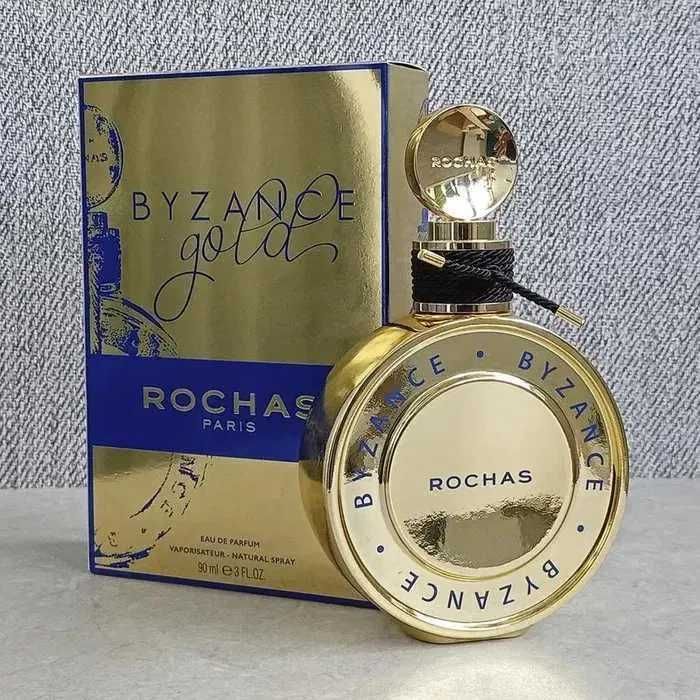 BYZANCE
gold
ROCHAS
PARIS
EAU DE PARFUM
VAPORISATEUR - NATURAL SPRAY
90 ml ℮ 3 FL.OZ.
ROCHAS
BYZANCE • BYZANCE • BYZANCE •
ROCHAS